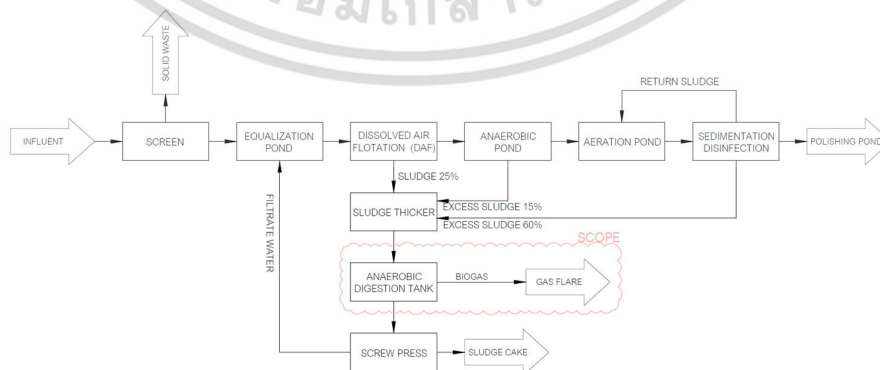 SOLID WASTE
RETURN SLUDGE
INFLUENT
SCREEN
EQUALIZATION
POND
DISSOLVED AIR
FLOTATION (DAF)
ANAEROBIC
POND
AERATION POND
SEDIMENTATION
DISINFECTION
POLISHING POND
SLUDGE 25%
EXCESS SLUDGE 15%
SLUDGE THICKER
EXCESS SLUDGE 60%
FILTRATE WATER
SCOPE
ANAEROBIC
DIGESTION TANK
BIOGAS
GAS FLARE
SCREW PRESS
SLUDGE CAKE